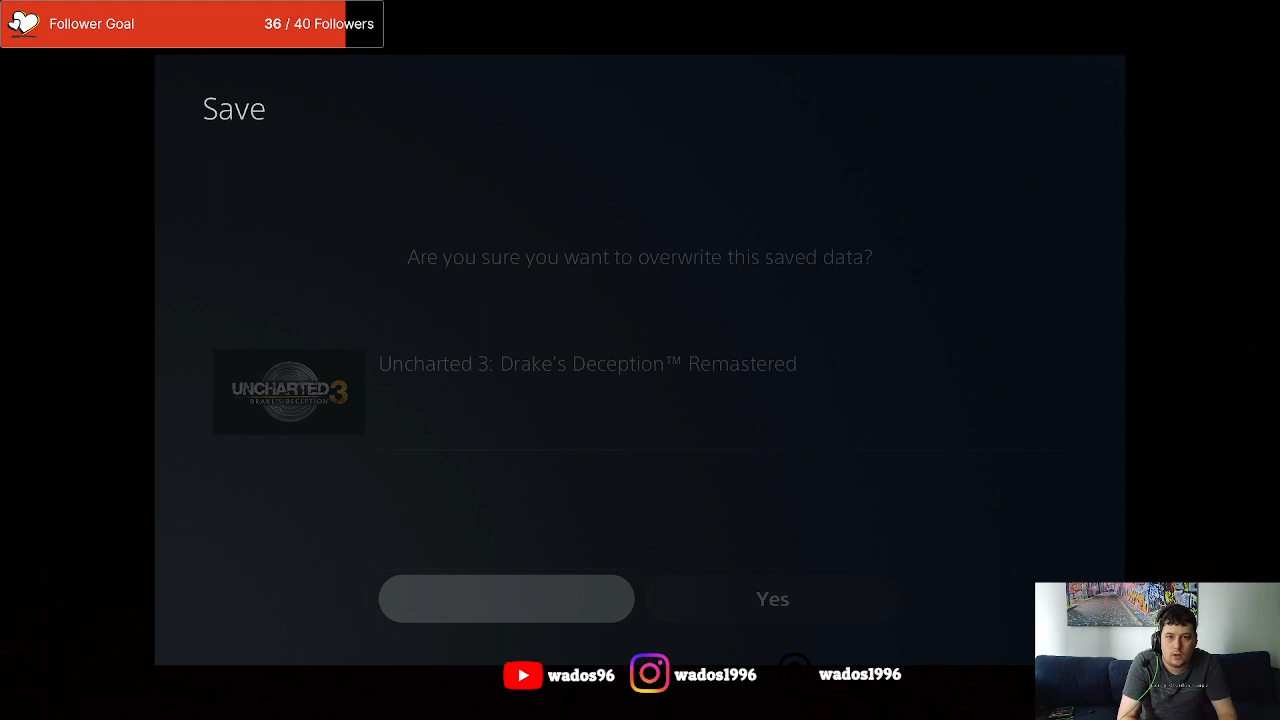 Follower Goal 36 / 40 Followers
Save
Are you sure you want to overwrite this saved data?
Uncharted 3: Drake’s Deception™ Remastered
UNCHARTED 3
DRAKE'S DECEPTION
Yes
wados96 wados1996 wados1996